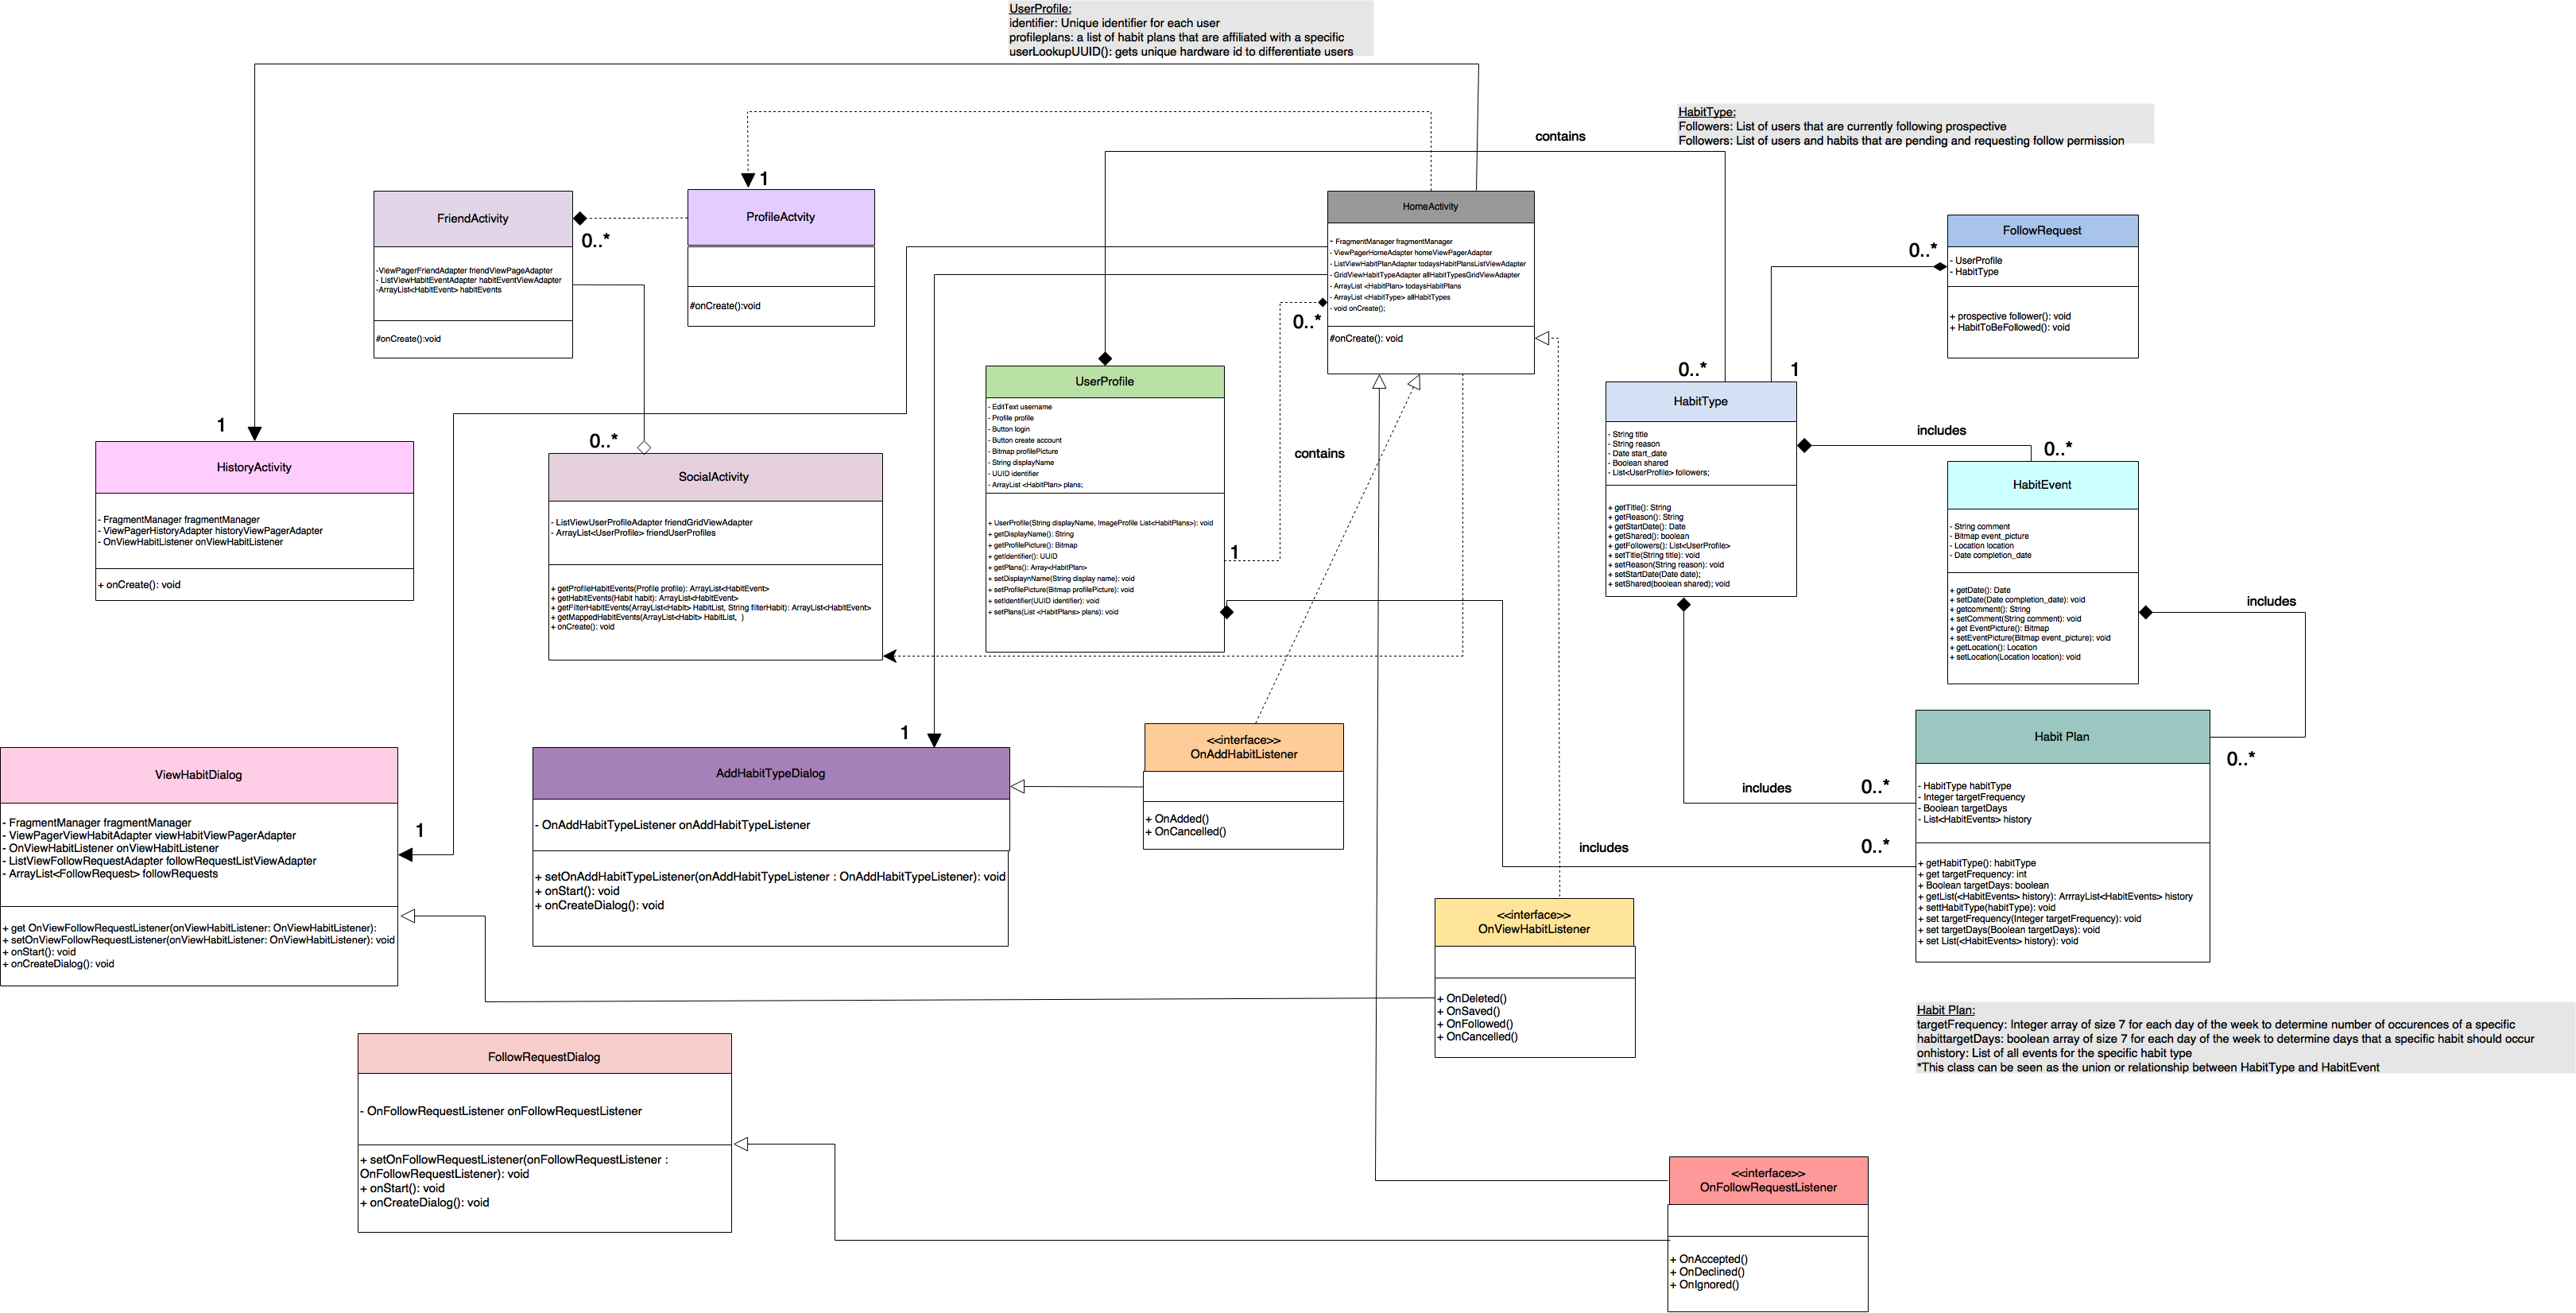 UserProfile:
identifier: Unique identifier for each user
profileplans: a list of habit plans that are affiliated with a specific
userLookupUUID(): gets unique hardware id to differentiate users
HabitType:
Followers: List of users that are currently following prospective
Followers: List of users and habits that are pending and requesting follow permission
contains
1
FriendActivity
-ViewPagerFriendAdapter friendViewPageAdapter
- ListViewHabitEventAdapter habitEventViewAdapter
-ArrayList<HabitEvent> habitEvents
#onCreate():void
0..*
ProfileActvity
#onCreate():void
HomeActivity
- FragmentManager fragmentManager
- ViewPagerHomeAdapter homeViewPagerAdapter
- ListViewHabitPlanAdapter todaysHabitPlansListViewAdapter
- GridViewHabitTypeAdapter allHabitTypesGridViewAdapter
- ArrayList <HabitPlan> todaysHabitPlans
- ArrayList <HabitType> allHabitTypes
- void onCreate();
#onCreate(): void
0..*
FollowRequest
- UserProfile
- HabitType
+ prospective follower(): void
+ HabitToBeFollowed(): void
0..*
0..*
1
UserProfile
- EditText username
- Profile profile
- Button login
- Button create account
- Bitmap profilePicture
- String displayName
- UUID identifier
- ArrayList <HabitPlan> plans;
+ UserProfile(String displayName, ImageProfile List<HabitPlans>): void
+ getDisplayName(): String
+ getProfilePicture(): Bitmap
+ getIdentifier(): UUID
+ getPlans(): Array<HabitPlan>
+ setDisplaynName(String display name): void
+ setProfilePicture(Bitmap profilePicture): void
+ setIdentifier(UUID identifier): void
+ setPlans(List <HabitPlans> plans): void
1
contains
HabitType
- String title
- String reason
- Date start_date
- Boolean shared
- List<UserProfile> followers;
+ getTitle(): String
+ getReason(): String
+ getStartDate(): Date
+ getShared(): boolean
+ getFollowers(): List<UserProfile>
+ setTitle(String title): void
+ setReason(String reason): void
+ setStartDate(Date date);
+ setShared(boolean shared); void
includes
0..*
HabitEvent
- String comment
- Bitmap event_picture
- Location location
- Date completion_date
+ getDate(): Date
+ setDate(Date completion_date): void
+ getcomment(): String
+ setComment(String comment): void
+ get EventPicture(): Bitmap
+ setEventPicture(Bitmap event_picture): void
+ getLocation(): Location
+ setLocation(Location location): void
includes
0..*
1
HistoryActivity
- FragmentManager fragmentManager
- ViewPagerHistoryAdapter historyViewPagerAdapter
- OnViewHabitListener onViewHabitListener
+ onCreate(): void
0..*
SocialActivity
- ListViewUserProfileAdapter friendGridViewAdapter
- ArrayList<UserProfile> friendUserProfiles
+ getProfileHabitEvents(Profile profile): ArrayList<HabitEvent>
+ getHabitEvents(Habit habit): ArrayList<HabitEvent>
+ getFilterHabitEvents(ArrayList<Habit> HabitList, String filterHabit): ArrayList<HabitEvent>
+ getMappedHabitEvents(ArrayList<Habit> HabitList,  )
+ onCreate(): void
ViewHabitDialog
- FragmentManager fragmentManager
- ViewPagerViewHabitAdapter viewHabitViewPagerAdapter
- OnViewHabitListener onViewHabitListener
- ListViewFollowRequestAdapter followRequestListViewAdapter
- ArrayList<FollowRequest> followRequests
+ get OnViewFollowRequestListener(onViewHabitListener: OnViewHabitListener):
+ setOnViewFollowRequestListener(onViewHabitListener: OnViewHabitListener): void
+ onStart(): void
+ onCreateDialog(): void
1
1
AddHabitTypeDialog
- OnAddHabitTypeListener onAddHabitTypeListener
+ setOnAddHabitTypeListener(onAddHabitTypeListener : OnAddHabitTypeListener): void
+ onStart(): void
+ onCreateDialog(): void
<<interface>>
OnAddHabitListener
+ OnAdded()
+ OnCancelled()
includes
0..*
includes
0..*
Habit Plan
- HabitType habitType
- Integer targetFrequency
- Boolean targetDays
- List<HabitEvents> history
+ getHabitType(): habitType
+ get targetFrequency: int
+ Boolean targetDays: boolean
+ getList(<HabitEvents> history): ArrrayList<HabitEvents> history
+ settHabitType(habitType): void
+ set targetFrequency(Integer targetFrequency): void
+ set targetDays(Boolean targetDays): void
+ set List(<HabitEvents> history): void
<<interface>>
OnViewHabitListener
+ OnDeleted()
+ OnSaved()
+ OnFollowed()
+ OnCancelled()
Habit Plan:
targetFrequency: Integer array of size 7 for each day of the week to determine number of occurences of a specific
habittargetDays: boolean array of size 7 for each day of the week to determine days that a specific habit should occur
onhistory: List of all events for the specific habit type
*This class can be seen as the union or relationship between HabitType and HabitEvent
FollowRequestDialog
- OnFollowRequestListener onFollowRequestListener
+ setOnFollowRequestListener(onFollowRequestListener :
OnFollowRequestListener): void
+ onStart(): void
+ onCreateDialog(): void
<<interface>>
OnFollowRequestListener
+ OnAccepted()
+ OnDeclined()
+ OnIgnored()